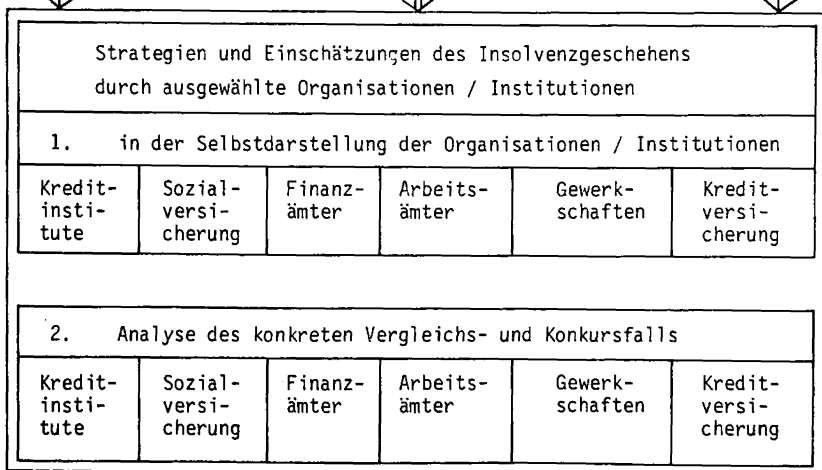 Strategien und Einschätzungen des Insolvenzgeschehens
durch ausgewählte Organisationen / Institutionen
1. in der Selbstdarstellung der Organisationen / Institutionen
Kredit- Sozial- Finanz- Arbeits- Gewerk- Kredit-
insti- versi- ämter ämter schaften versi-
tute cherung cherung
2. Analyse des konkreten Vergleichs- und Konkursfalls
Kredit- Sozial- Finanz- Arbeits- Gewerk- Kredit-
insti- versi- ämter ämter schaften versi-
tute cherung cherung